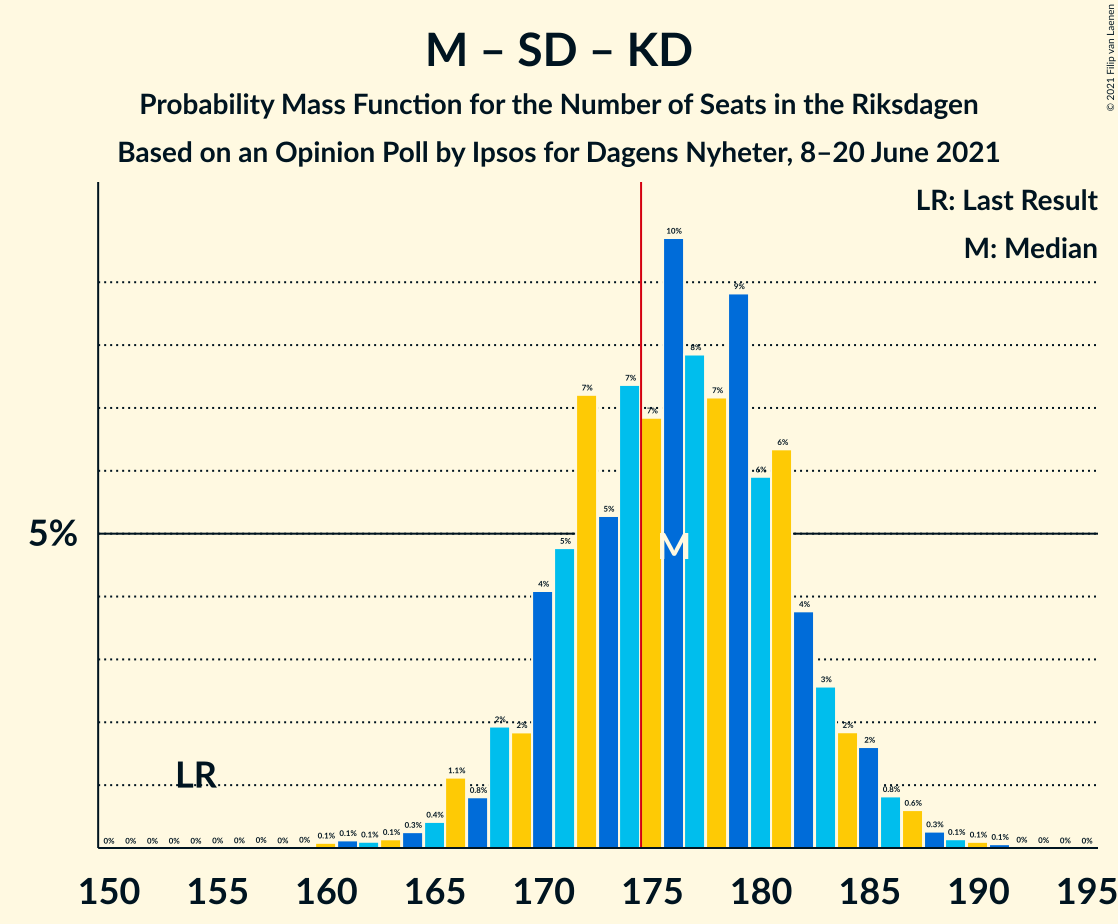 M – SD – KD
Probability Mass Function for the Number of Seats in the Riksdagen
Based on an Opinion Poll by Ipsos for Dagens Nyheter, 8–20 June 2021
© 2021 Filip van Laenen
LR: Last Result
M: Median
5%
LR
M
0% 0% 0% 0% 0% 0% 0% 0% 0% 0% 0.1% 0.1% 0.1% 0.1% 0.3% 0.4% 1.1% 0.8% 2% 2% 4% 5% 7% 5% 7% 7% 10% 8% 7% 9% 6% 6% 4% 3% 2% 2% 0.8% 0.6% 0.3% 0.1% 0.1% 0.1% 0% 0% 0% 0%
150 155 160 165 170 175 180 185 190 195